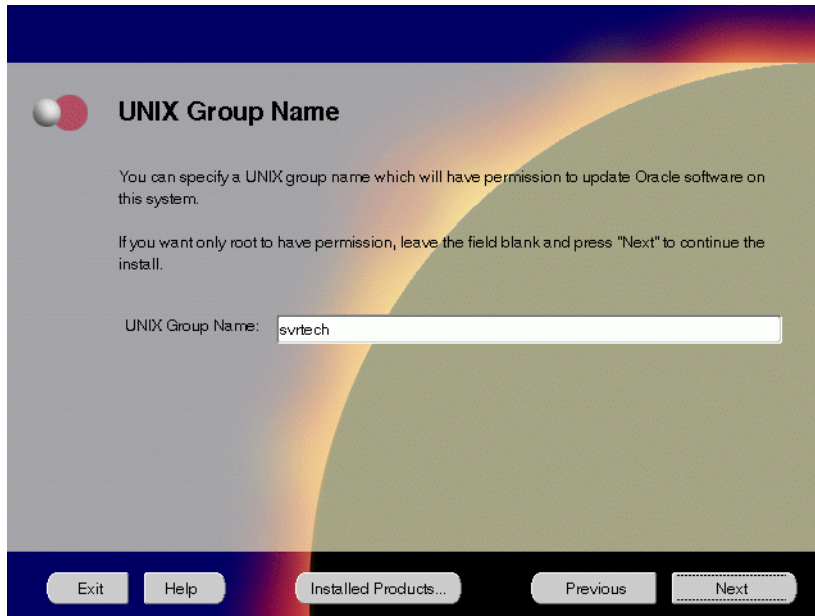 UNIX Group Name
You can specify a UNIX group name which will have permission to update Oracle software on
this system.
If you want only root to have permission, leave the field blank and press "Next" to continue the
install.
UNIX Group Name: svrtech
Exit Help Installed Products... Previous Next